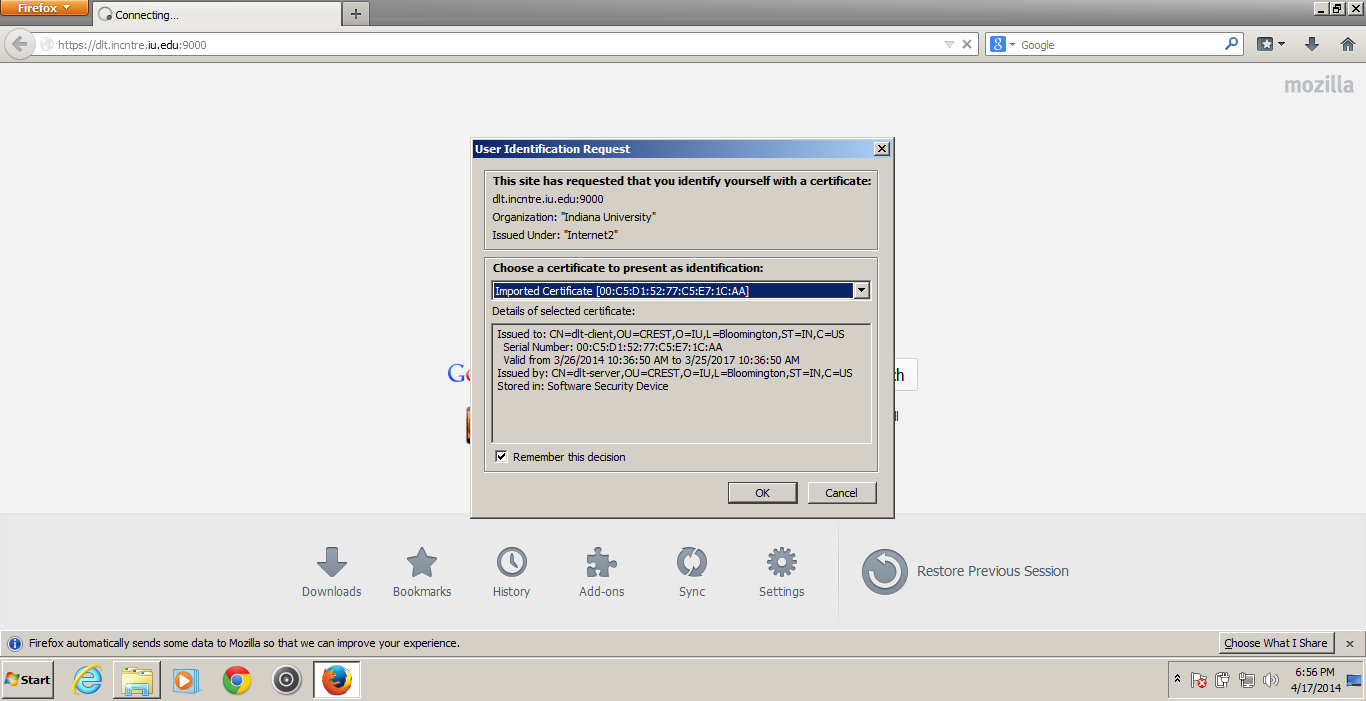 Firefox
Connecting...
https://dlt.incntre.iu.edu:9000
Google
mozilla
User Identification Request
This site has requested that you identify yourself with a certificate:
dlt.incntre.iu.edu:9000
Organization: "Indiana University"
Issued Under: "Internet2"
Choose a certificate to present as identification:
Imported Certificate [00:C5:D1:52:77:C5:E7:1C:AA]
Details of selected certificate:
Issued to: CN=dlt-client,OU=CREST,O=IU,L=Bloomington,ST=IN,C=US
Serial Number: 00:C5:D1:52:77:C5:E7:1C:AA
Valid from 3/26/2014 10:36:50 AM to 3/25/2017 10:36:50 AM
Issued by: CN=dlt-server,OU=CREST,O=IU,L=Bloomington,ST=IN,C=US
Stored in: Software Security Device
Remember this decision
OK Cancel
Downloads Bookmarks History Add-ons Sync Settings Restore Previous Session
Firefox automatically sends some data to Mozilla so that we can improve your experience. Choose What I Share
Start
6:56 PM
4/17/2014